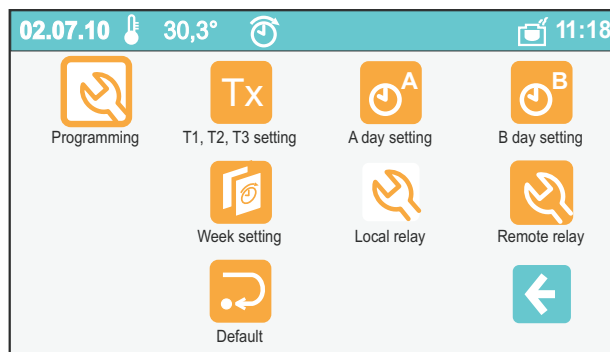 02.07.10 30,3° 11:18
Tx A B
Programming T1, T2, T3 setting A day setting B day setting
Week setting Local relay Remote relay
Default